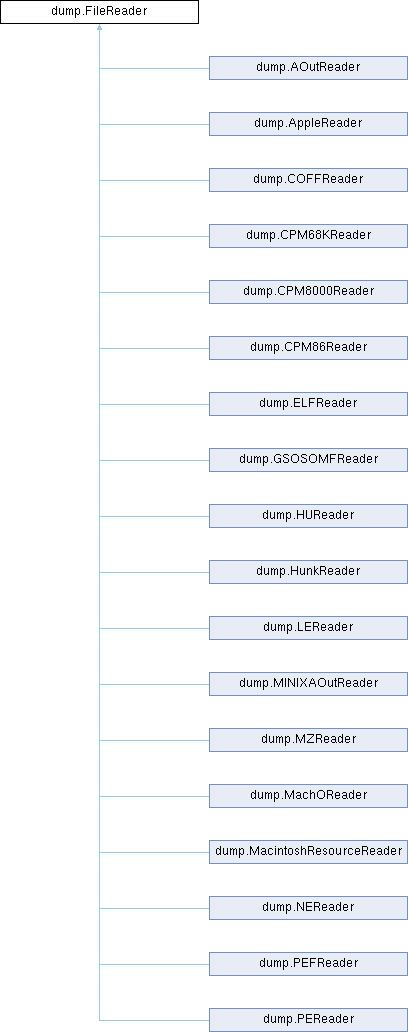 dump.FileReader
dump.AOutReader
dump.AppleReader
dump.COFFReader
dump.CPM68KReader
dump.CPM8000Reader
dump.CPM86Reader
dump.ELFReader
dump.GSOSOMFReader
dump.HUReader
dump.HunkReader
dump.LEReader
dump.MINIXAOutReader
dump.MZReader
dump.MachOReader
dump.MacintoshResourceReader
dump.NEReader
dump.PEFReader
dump.PEReader